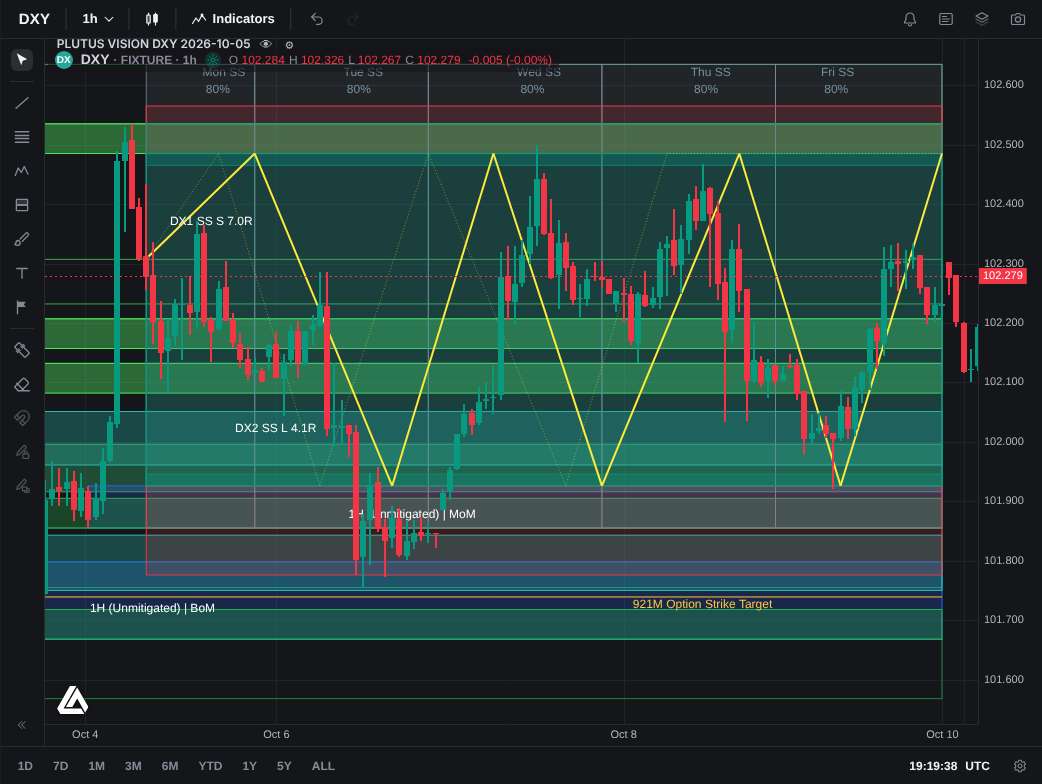 DXY 1h Indicators
PLUTUS VISION DXY 2026-10-05
DX DXY · FIXTURE · 1h O 102.284 H 102.326 L 102.267 C 102.279 -0.005 (-0.00%)
Mon SS Tue SS Wed SS Thu SS Fri SS
80% 80% 80% 80% 80%
102.600
102.500
102.400
102.300
102.279
102.200
102.100
102.000
101.900
101.800
101.700
101.600
DX1 SS S 7.0R
DX2 SS L 4.1R
1H (Unmitigated) | MoM
921M Option Strike Target
1H (Unmitigated) | BoM
Oct 4 Oct 6 Oct 8 Oct 10
1D 7D 1M 3M 6M YTD 1Y 5Y ALL 19:19:38 UTC